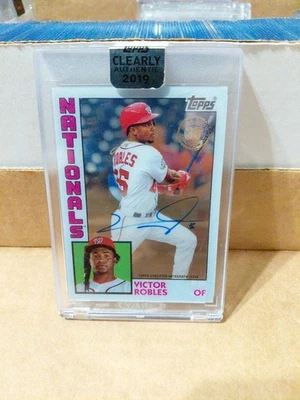 Topps
CLEARLY
AUTHENTIC
2019
Topps
NATIONALS
ROBLES
VICTOR
ROBLES
OF